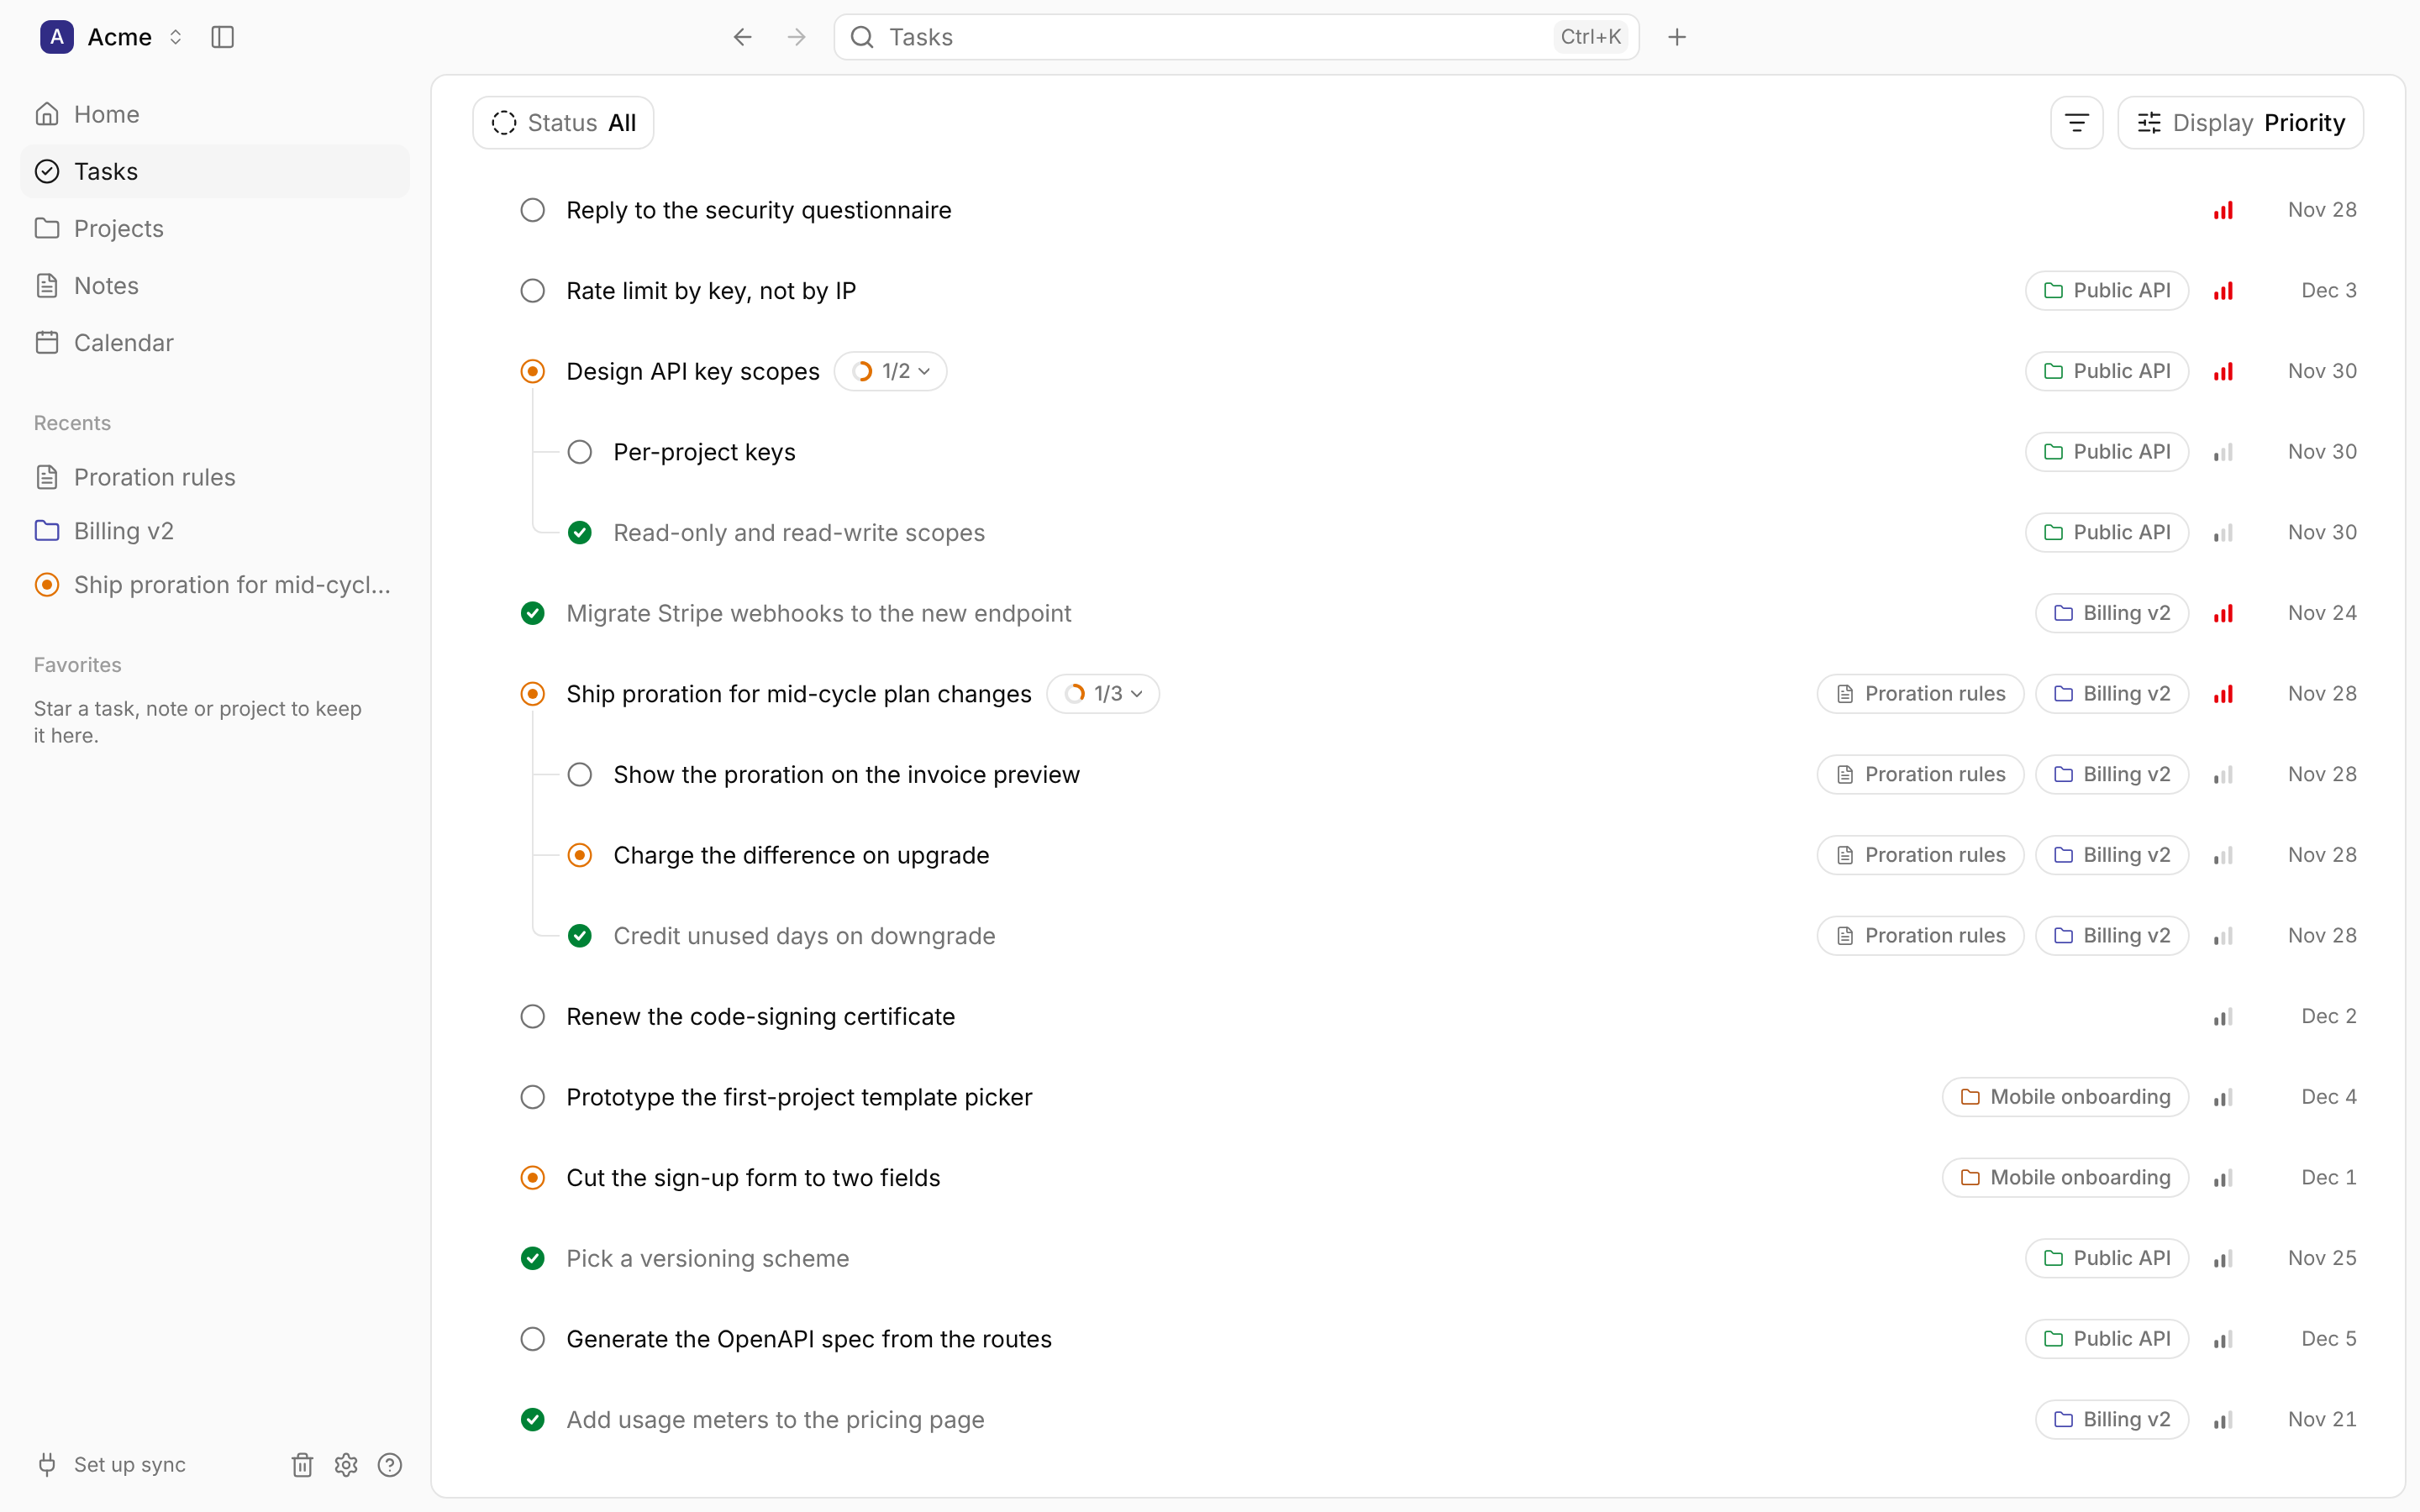 A Acme
Tasks Ctrl+K
Home
Tasks
Projects
Notes
Calendar
Recents
Proration rules
Billing v2
Ship proration for mid-cycl...
Favorites
Star a task, note or project to keep
it here.
Set up sync
Status All
Display Priority
Reply to the security questionnaire Nov 28
Rate limit by key, not by IP Public API Dec 3
Design API key scopes 1/2 Public API Nov 30
Per-project keys Public API Nov 30
Read-only and read-write scopes Public API Nov 30
Migrate Stripe webhooks to the new endpoint Billing v2 Nov 24
Ship proration for mid-cycle plan changes 1/3 Proration rules Billing v2 Nov 28
Show the proration on the invoice preview Proration rules Billing v2 Nov 28
Charge the difference on upgrade Proration rules Billing v2 Nov 28
Credit unused days on downgrade Proration rules Billing v2 Nov 28
Renew the code-signing certificate Dec 2
Prototype the first-project template picker Mobile onboarding Dec 4
Cut the sign-up form to two fields Mobile onboarding Dec 1
Pick a versioning scheme Public API Nov 25
Generate the OpenAPI spec from the routes Public API Dec 5
Add usage meters to the pricing page Billing v2 Nov 21